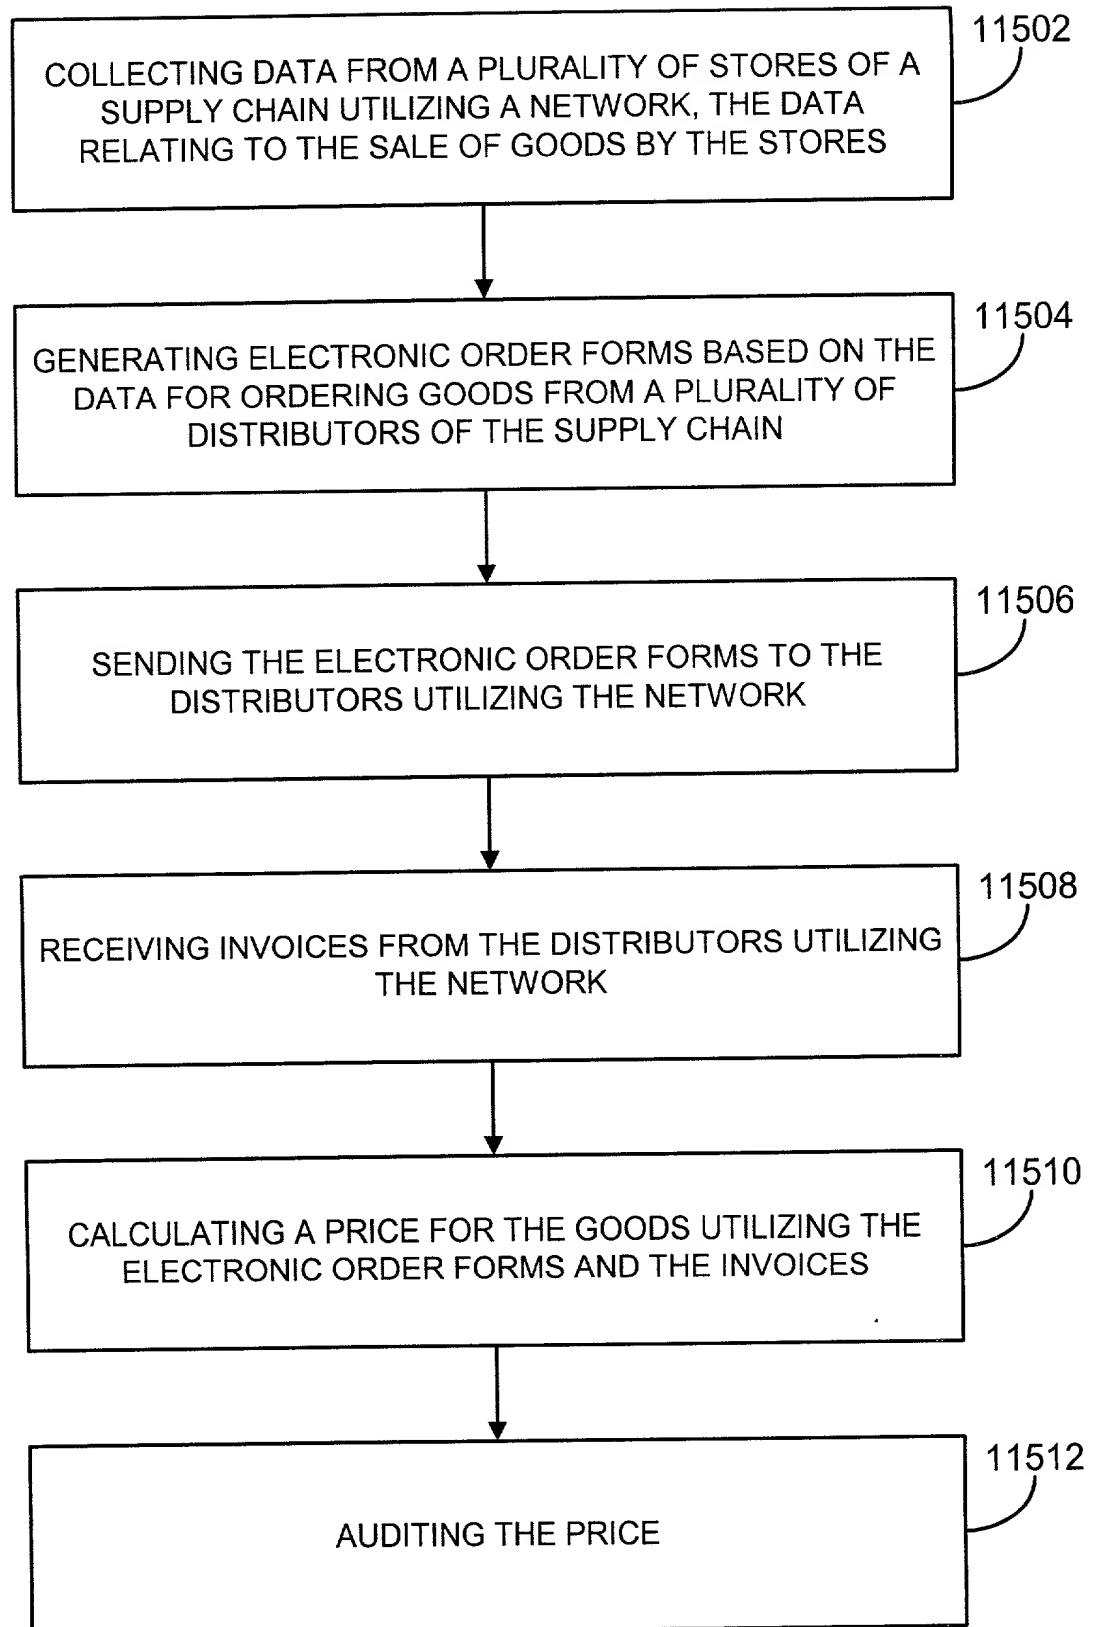 11502
COLLECTING DATA FROM A PLURALITY OF STORES OF A
SUPPLY CHAIN UTILIZING A NETWORK, THE DATA
RELATING TO THE SALE OF GOODS BY THE STORES
11504
GENERATING ELECTRONIC ORDER FORMS BASED ON THE
DATA FOR ORDERING GOODS FROM A PLURALITY OF
DISTRIBUTORS OF THE SUPPLY CHAIN
11506
SENDING THE ELECTRONIC ORDER FORMS TO THE
DISTRIBUTORS UTILIZING THE NETWORK
11508
RECEIVING INVOICES FROM THE DISTRIBUTORS UTILIZING
THE NETWORK
11510
CALCULATING A PRICE FOR THE GOODS UTILIZING THE
ELECTRONIC ORDER FORMS AND THE INVOICES
11512
AUDITING THE PRICE